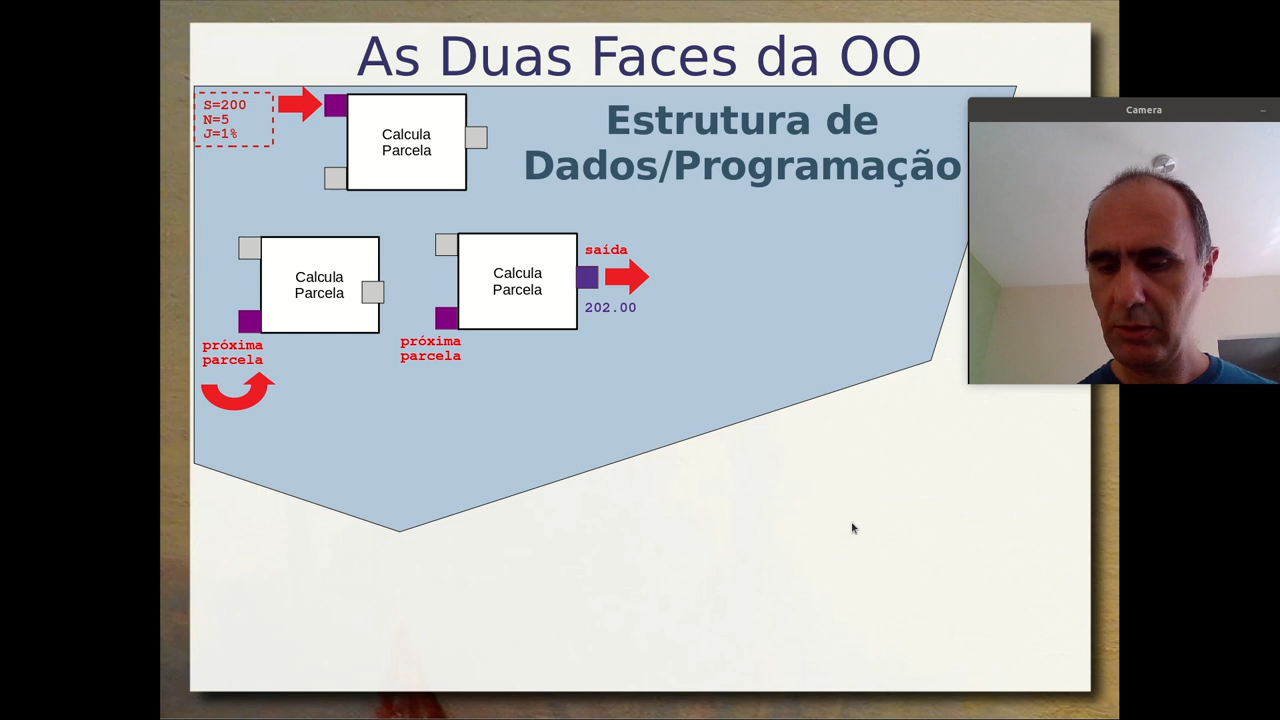 As Duas Faces da OO
S=200
N=5
J=1%
Calcula
Parcela
Estrutura de
Dados/Programação
Camera
Calcula
Parcela
próxima
parcela
Calcula
Parcela
próxima
parcela
saída
202.00